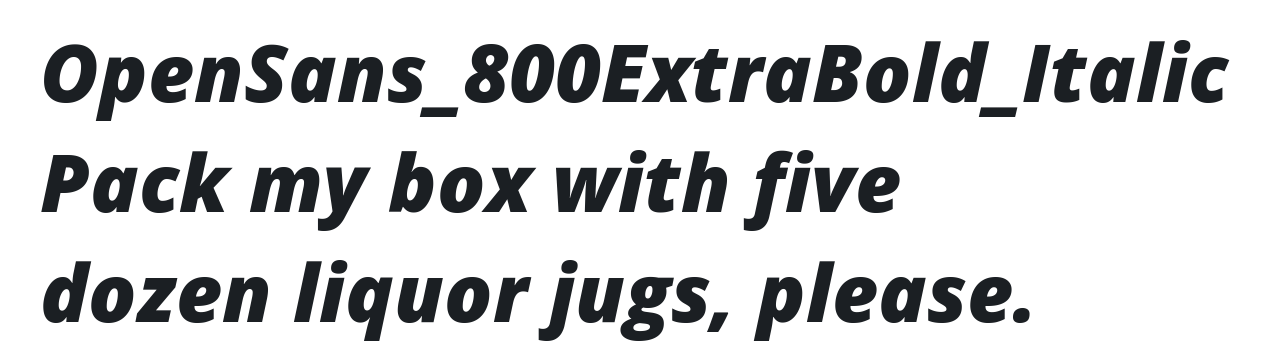 OpenSans_800ExtraBold_Italic
Pack my box with five
dozen liquor jugs, please.